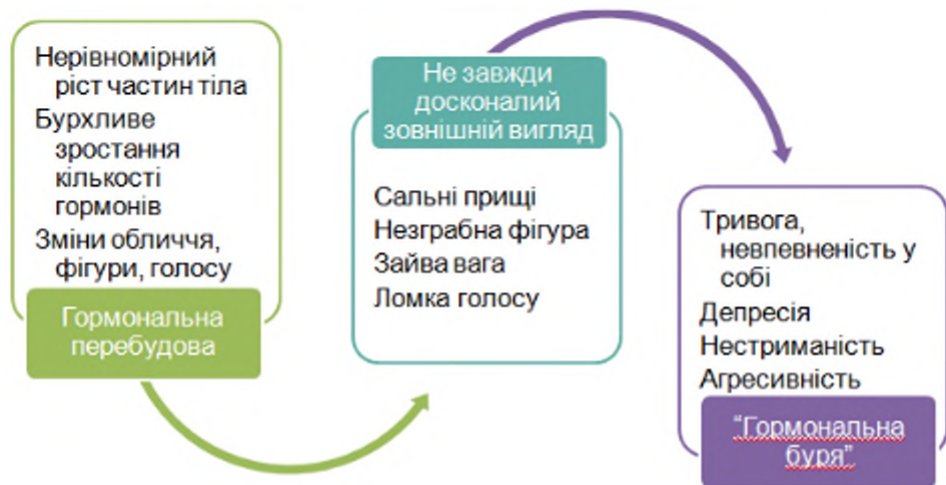 Нерівномірний
ріст частин тіла
Бурхливе
зростання
кількості
гормонів
Зміни обличчя,
фігури, голосу
Гормональна
перебудова
Не завжди
досконалий
зовнішній вигляд
Сальні прищі
Незграбна фігура
Зайва вага
Ломка голосу
Тривога,
невпевненість у
собі
Депресія
Нестриманість
Агресивність
“Гормональна
буря”